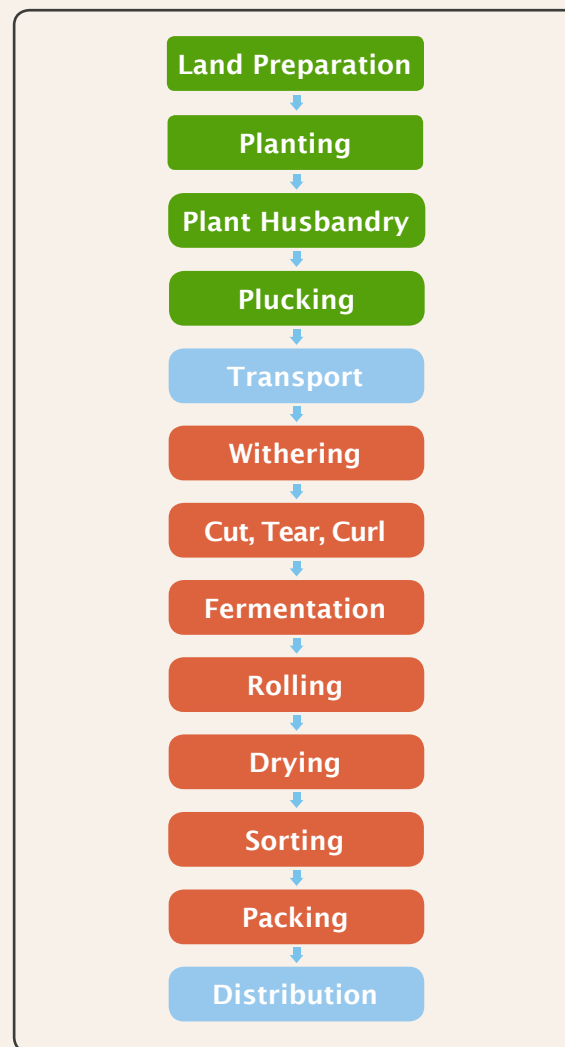 Land Preparation
Planting
Plant Husbandry
Plucking
Transport
Withering
Cut, Tear, Curl
Fermentation
Rolling
Drying
Sorting
Packing
Distribution